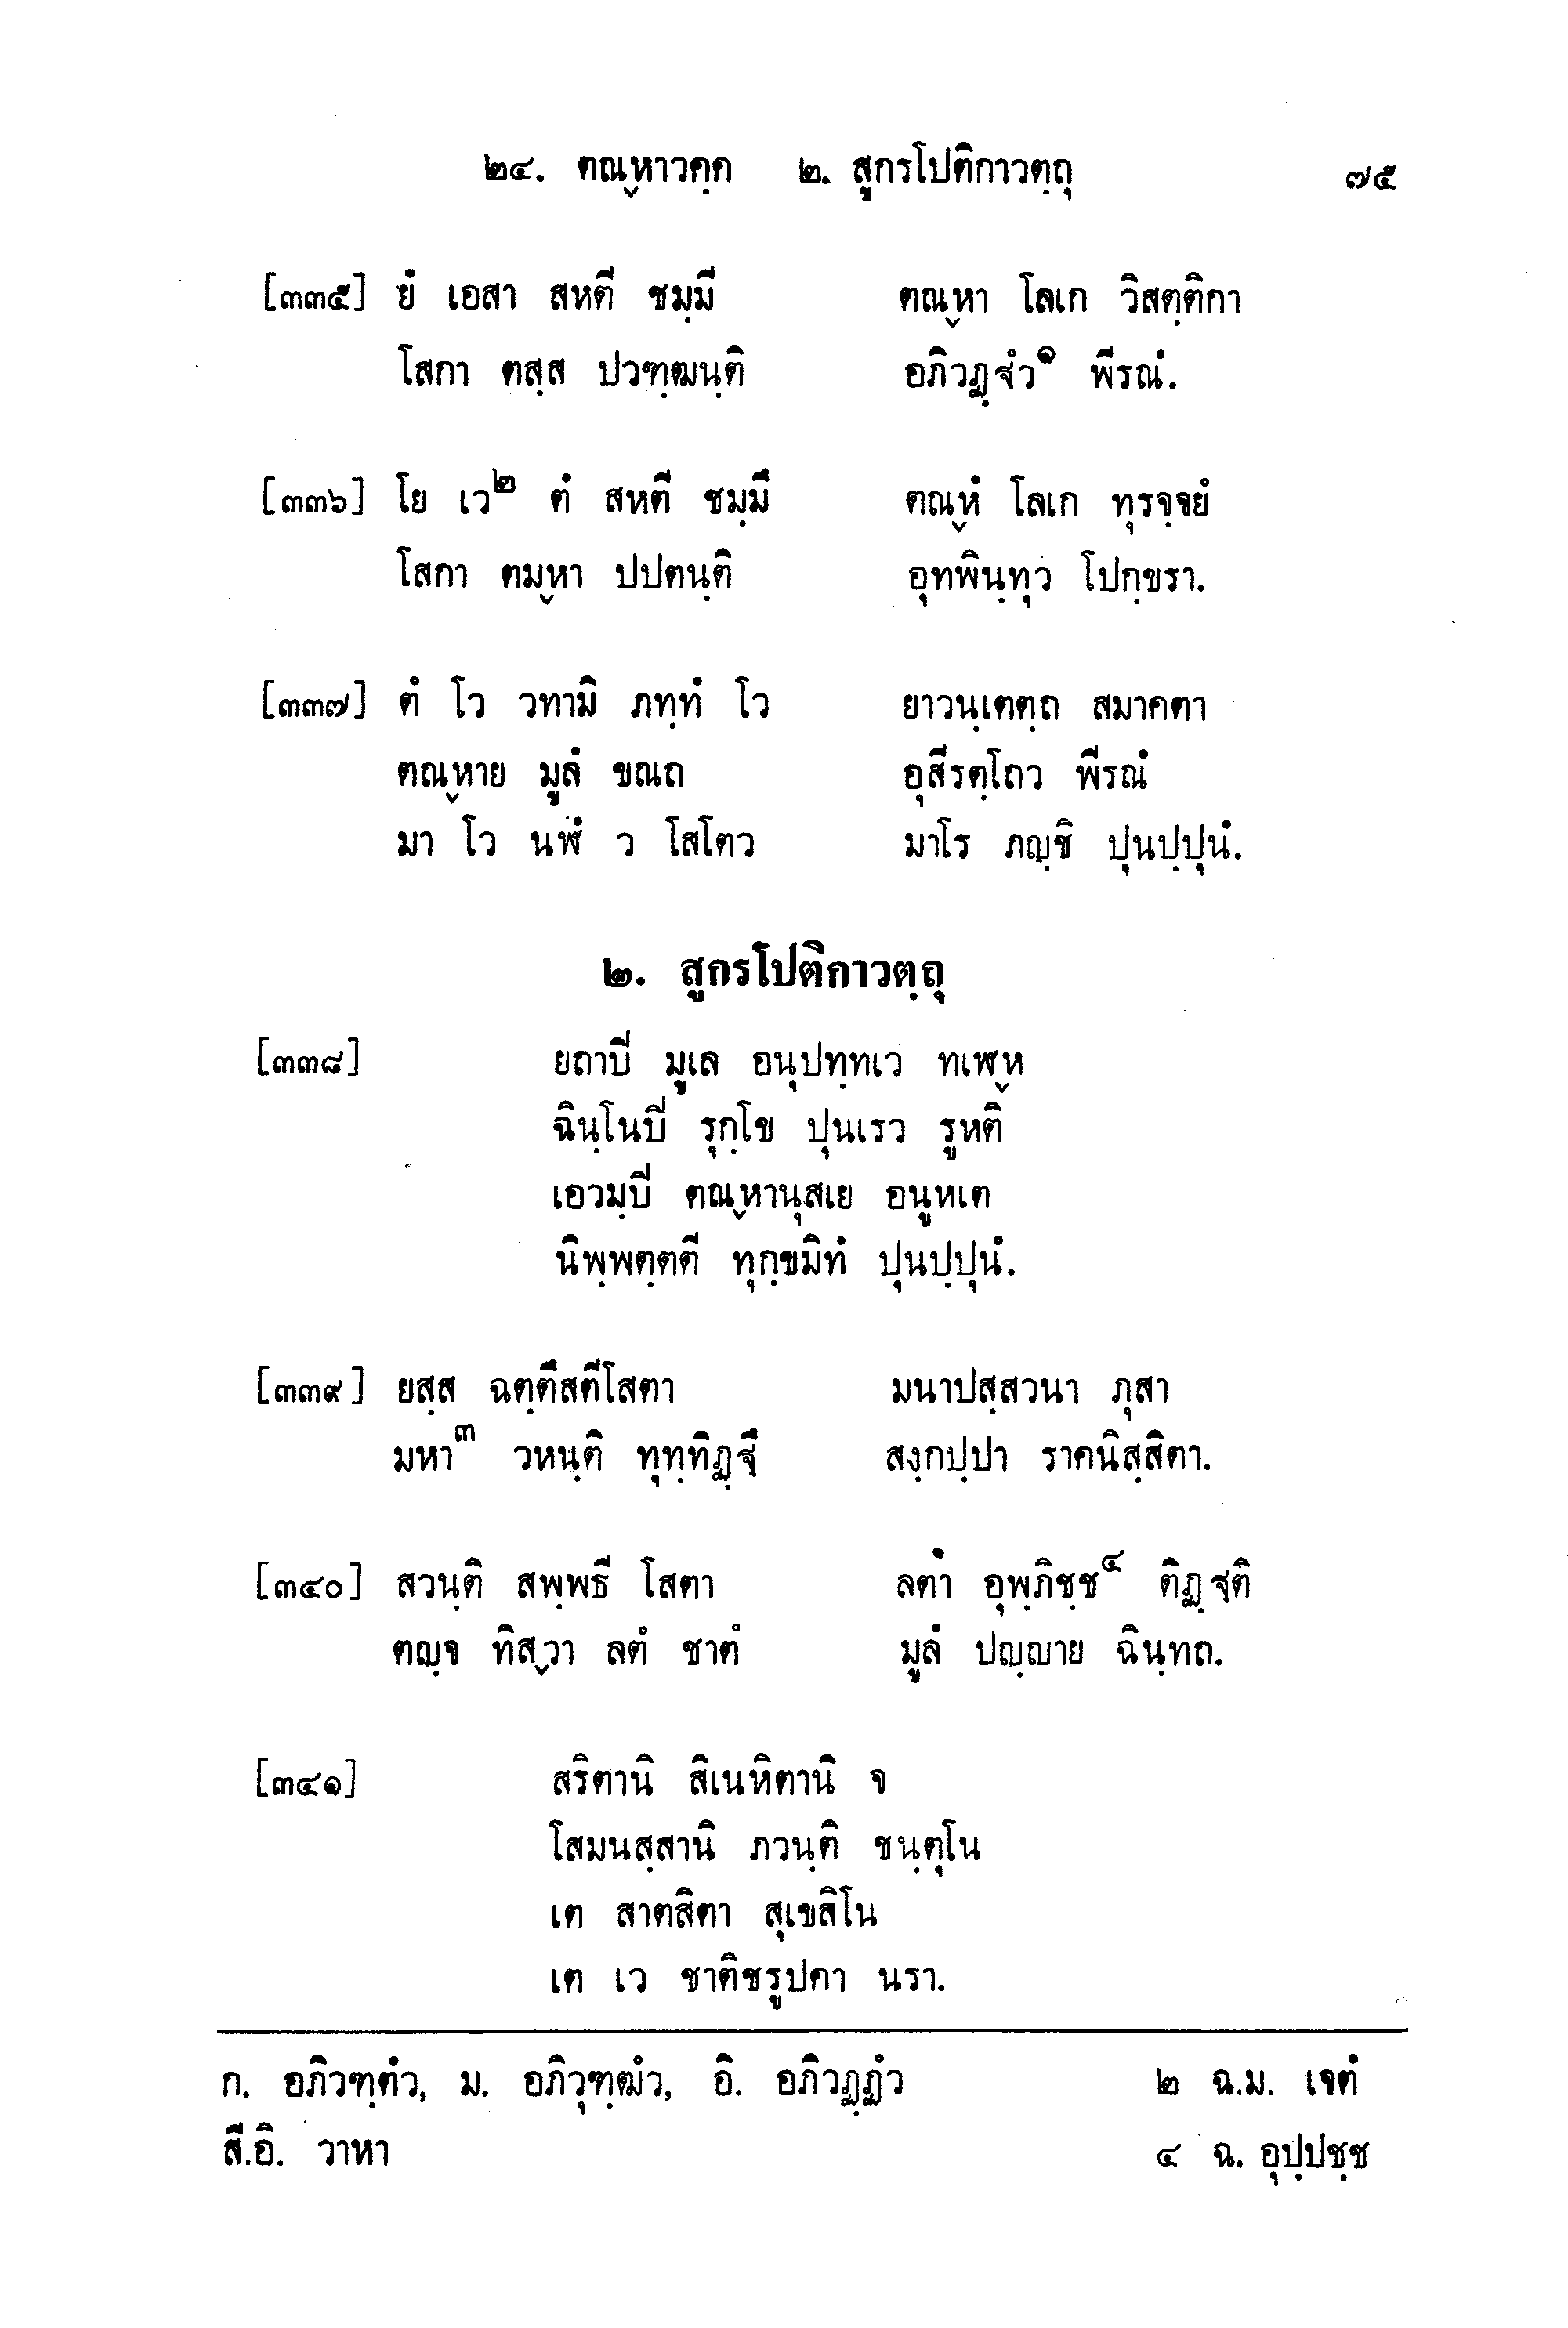 ๒๔. ตณฺหาวคฺค ๒. สูกรโปติกาวตฺถุ ๗๕
[๓๓๕] ยํ เอสา สหตี ชมฺมี ตณฺหา โลเก วิสตฺติกา
โสกา ตสฺส ปวฑฺฒนฺติ อภิวฏฺฐํว๑ พีรณํ.
[๓๓๖] โย เว๒ ตํ สหตี ชมฺมึ ตณฺหํ โลเก ทุรจฺจยํ
โสกา ตมฺหา ปปตนฺติ อุทพินฺทุว โปกฺขรา.
[๓๓๗] ตํ โว วทามิ ภทฺทํ โว ยาวนฺเตตฺถ สมาคตา
ตณฺหาย มูลํ ขณถ อุสีรตฺโถว พีรณํ
มา โว นฬํ ว โสโตว มาโร ภญฺชิ ปุนปฺปุนํ.
๒. สูกรโปติกาวตฺถุ
[๓๓๘] ยถาปิ มูเล อนุปทฺทเว ทเฬฺห
ฉินฺโนปิ รุกฺโข ปุนเรว รูหติ
เอวมฺปิ ตณฺหานุสเย อนูหเต
นิพฺพตฺตตี ทุกฺขมิทํ ปุนปฺปุนํ.
[๓๓๙] ยสฺส ฉตฺตึสตีโสตา มนาปสฺสวนา ภุสา
มหา๓ วหนฺติ ทุทฺทิฏฺฐึ สงฺกปฺปา ราคนิสฺสิตา.
[๓๔๐] สวนฺติ สพฺพธี โสตา ลตา อุพฺภิชฺช๔ ติฏฺฐติ
ตญฺจ ทิสฺวา ลตํ ชาตํ มูลํ ปญฺญาย ฉินฺทถ.
[๓๔๑] สริตานิ สิเนหิตานิ จ
โสมนสฺสานิ ภวนฺติ ชนฺตุโน
เต สาตสิตา สุเขสิโน
เต เว ชาติชรูปคา นรา.
ก. อภิวฑฺตํว, ม. อภิวุฑฺฒํว, อิ. อภิวฏฺฏํว ๒ ฉ.ม. เจตํ
สี.อิ. วาหา ๔ ฉ. อุปฺปชฺช